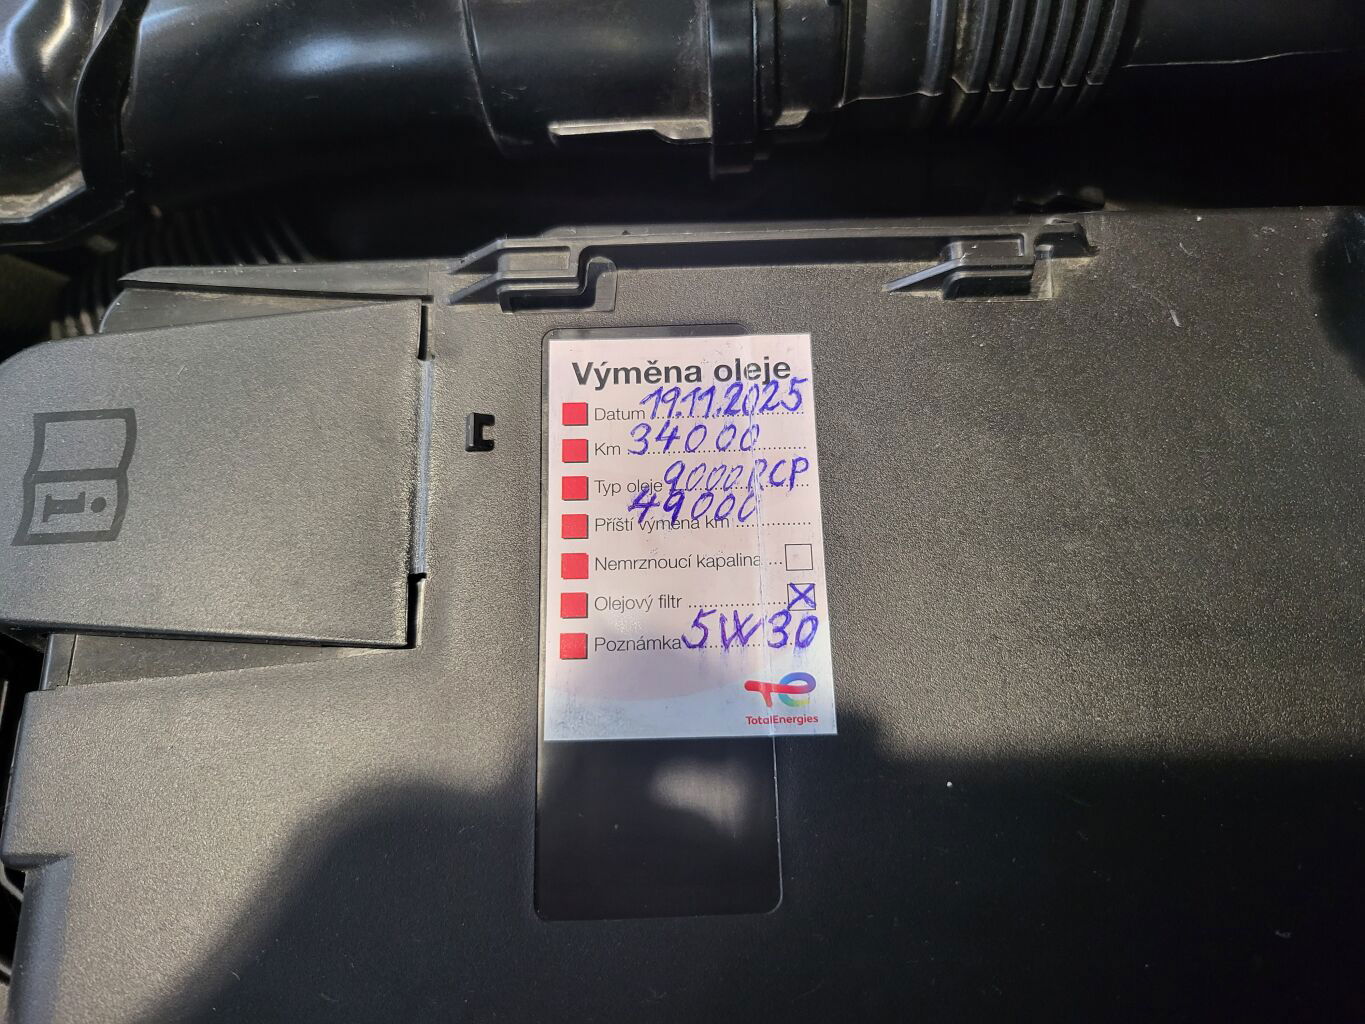 Výměna oleje
Datum 19.11.2025
Km 34000
Typ oleje 9000 RCP
Příští výměna km 49000
Nemrznoucí kapalina
Olejový filtr X
Poznámka 5W30
TotalEnergies
i